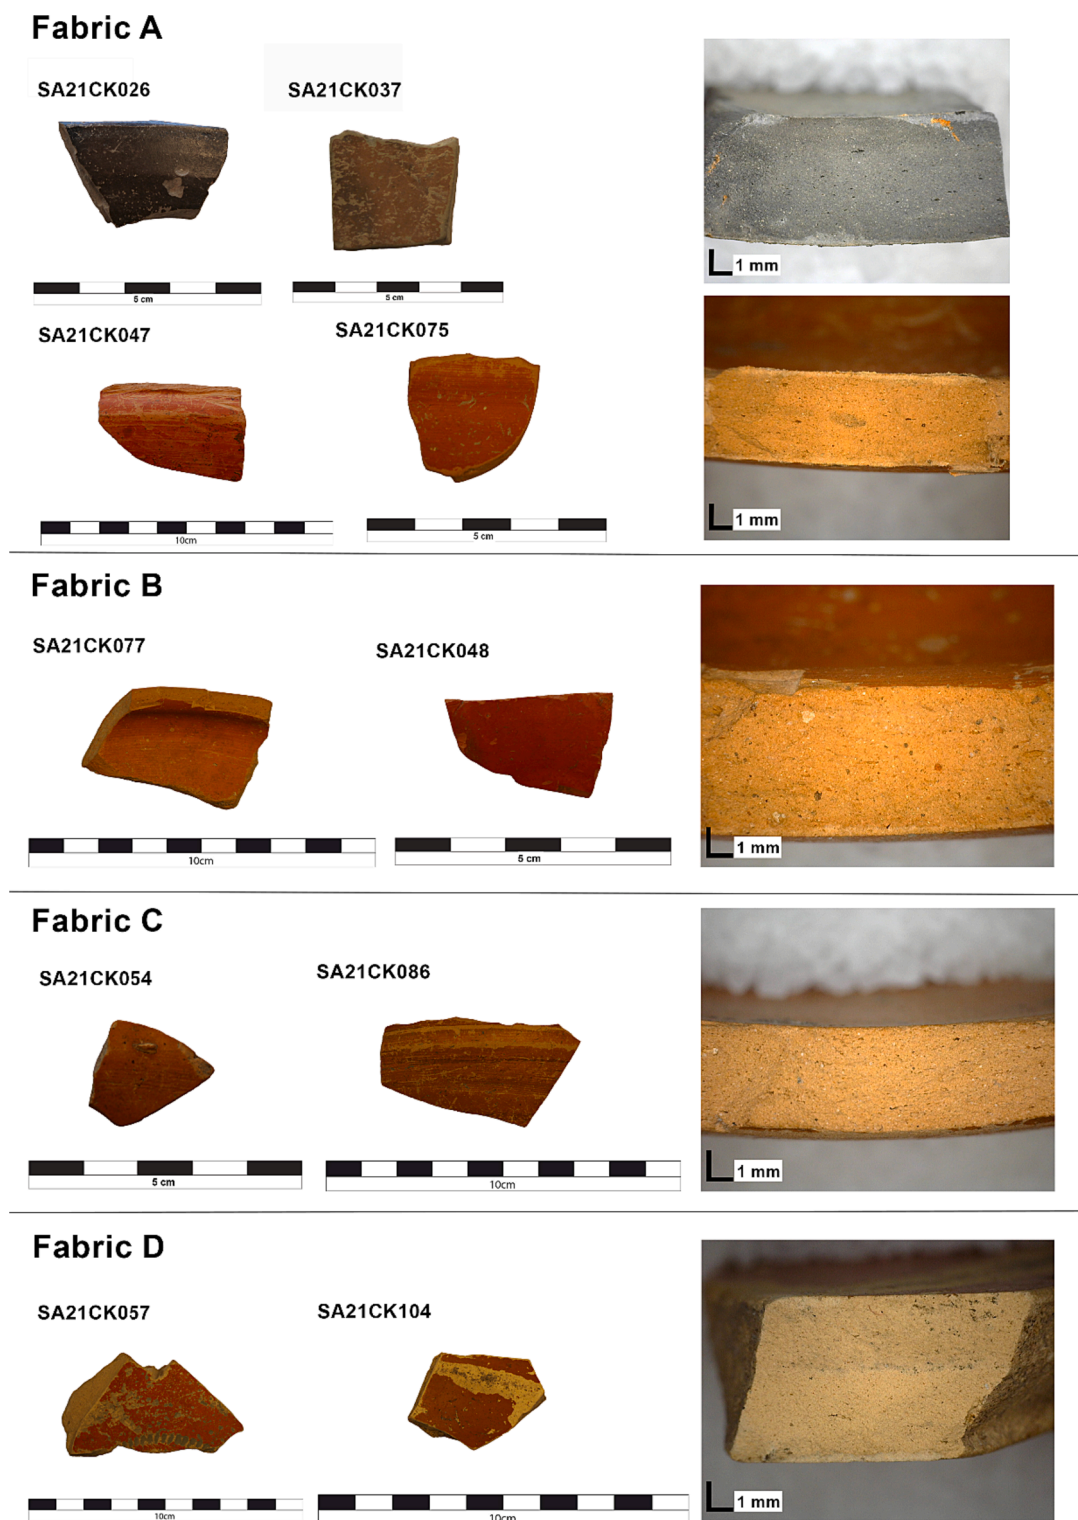 Fabric A
SA21CK026
SA21CK037
5 cm
5 cm
1 mm
SA21CK047
SA21CK075
10cm
5 cm
1 mm
Fabric B
SA21CK077
SA21CK048
10cm
5 cm
1 mm
Fabric C
SA21CK054
SA21CK086
5 cm
10cm
1 mm
Fabric D
SA21CK057
SA21CK104
10cm
10cm
1 mm